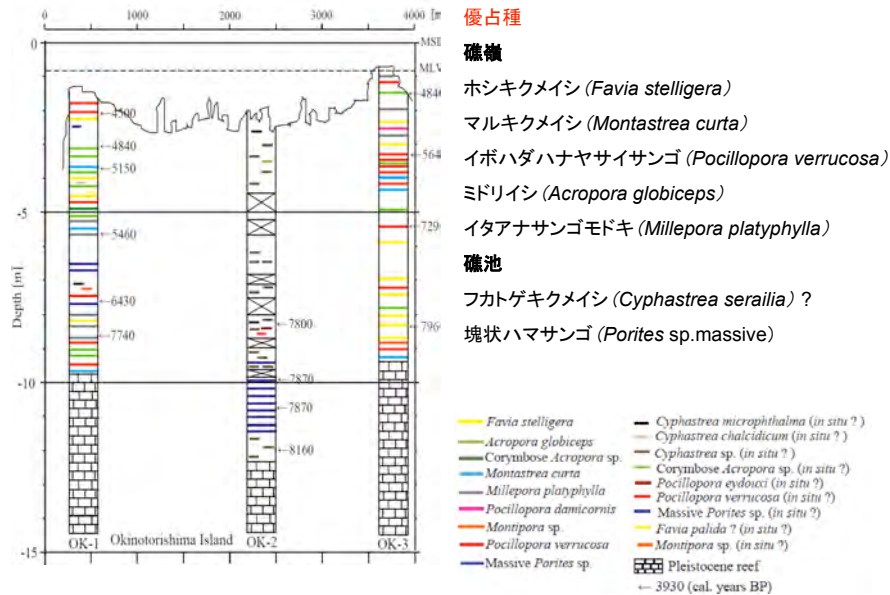 0 1000 2000 3000 4000 [m]
0
MLW
4500
4840
5150
5460
6430
7740
7800
7870
7870
8160
7290
-5
-10
-15
Depth [m]
OK-1 Okinotorishima Island OK-2 OK-3
優占種
礁嶺
ホシキクメイシ (Favia stelligera)
マルキクメイシ (Montastrea curta)
イボハダハナヤサイサンゴ (Pocillopora verrucosa)
ミドリイシ (Acropora globiceps)
イタアナサンゴモドキ (Millepora platyphylla)
礁池
フカトゲキクメイシ (Cyphastrea serailia) ?
塊状ハマサンゴ (Porites sp.massive)
Favia stelligera
Acropora globiceps
Corymbose Acropora sp.
Montastrea curta
Millepora platyphylla
Pocillopora damicornis
Montipora sp.
Pocillopora verrucosa
Massive Porites sp.
Cyphastrea microphthalma (in situ ? )
Cyphastrea chalcidicum (in situ ? )
Cyphastrea sp. (in situ ? )
Corymbose Acropora sp. (in situ ?)
Pocillopora eydouxi (in situ ?)
Pocillopora verrucosa (in situ ?)
Massive Porites sp. (in situ ?)
Favia palida ? (in situ ?)
Montipora sp. (in situ ?)
Pleistocene reef
← 3930 (cal. years BP)